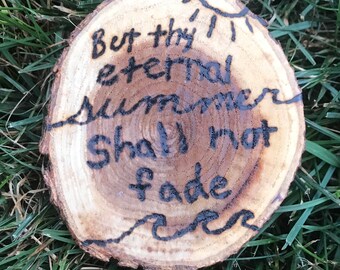 But thy
eternal
summer
Shall not
fade